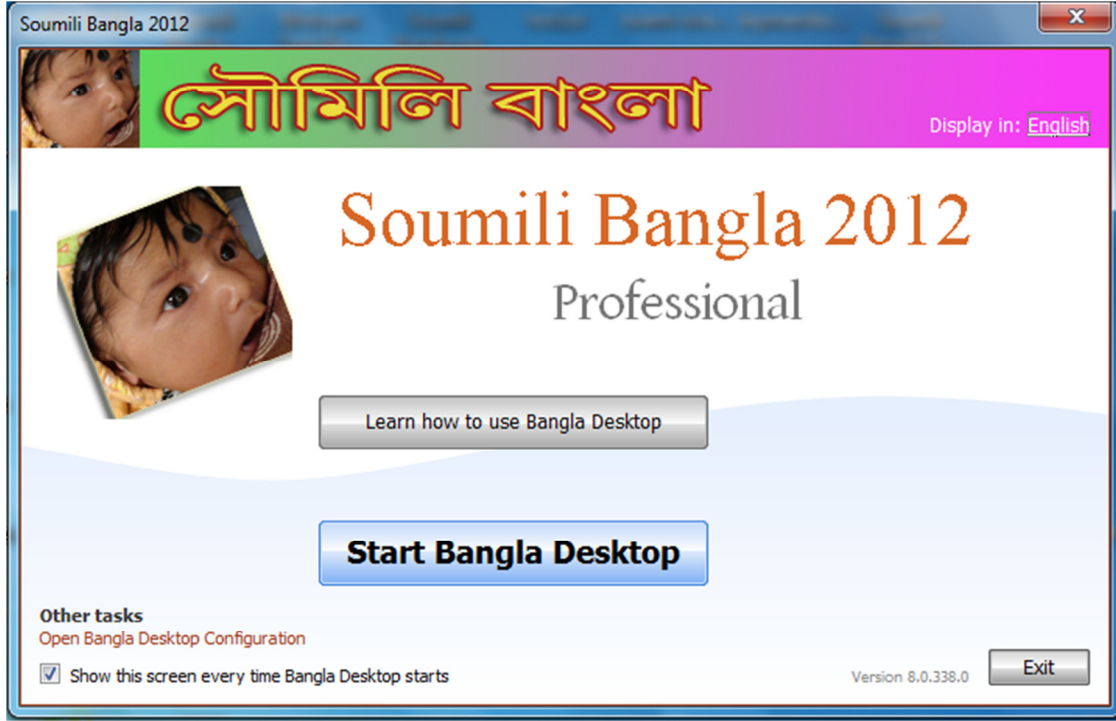 Soumili Bangla 2012
সৌমিলি বাংলা
Display in: English
Soumili Bangla 2012
Professional
Learn how to use Bangla Desktop
Start Bangla Desktop
Other tasks
Open Bangla Desktop Configuration
Show this screen every time Bangla Desktop starts
Version 8.0.338.0
Exit